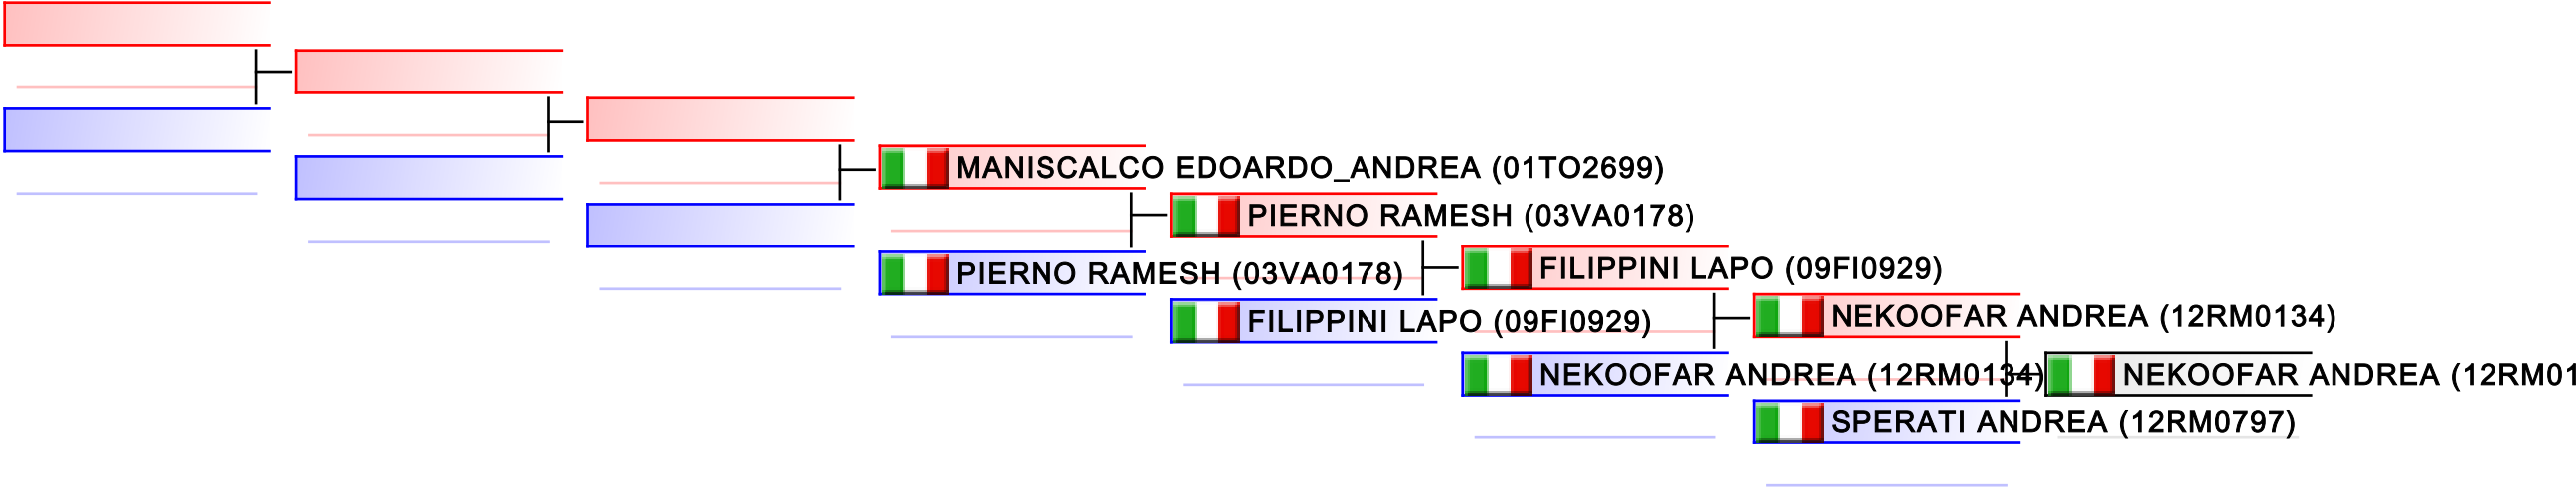 MANISCALCO EDOARDO_ANDREA (01TO2699)
PIERNO RAMESH (03VA0178)
PIERNO RAMESH (03VA0178)
FILIPPINI LAPO (09FI0929)
FILIPPINI LAPO (09FI0929)
NEKOOFAR ANDREA (12RM0134)
NEKOOFAR ANDREA (12RM0134)
NEKOOFAR ANDREA (12RM01
SPERATI ANDREA (12RM0797)